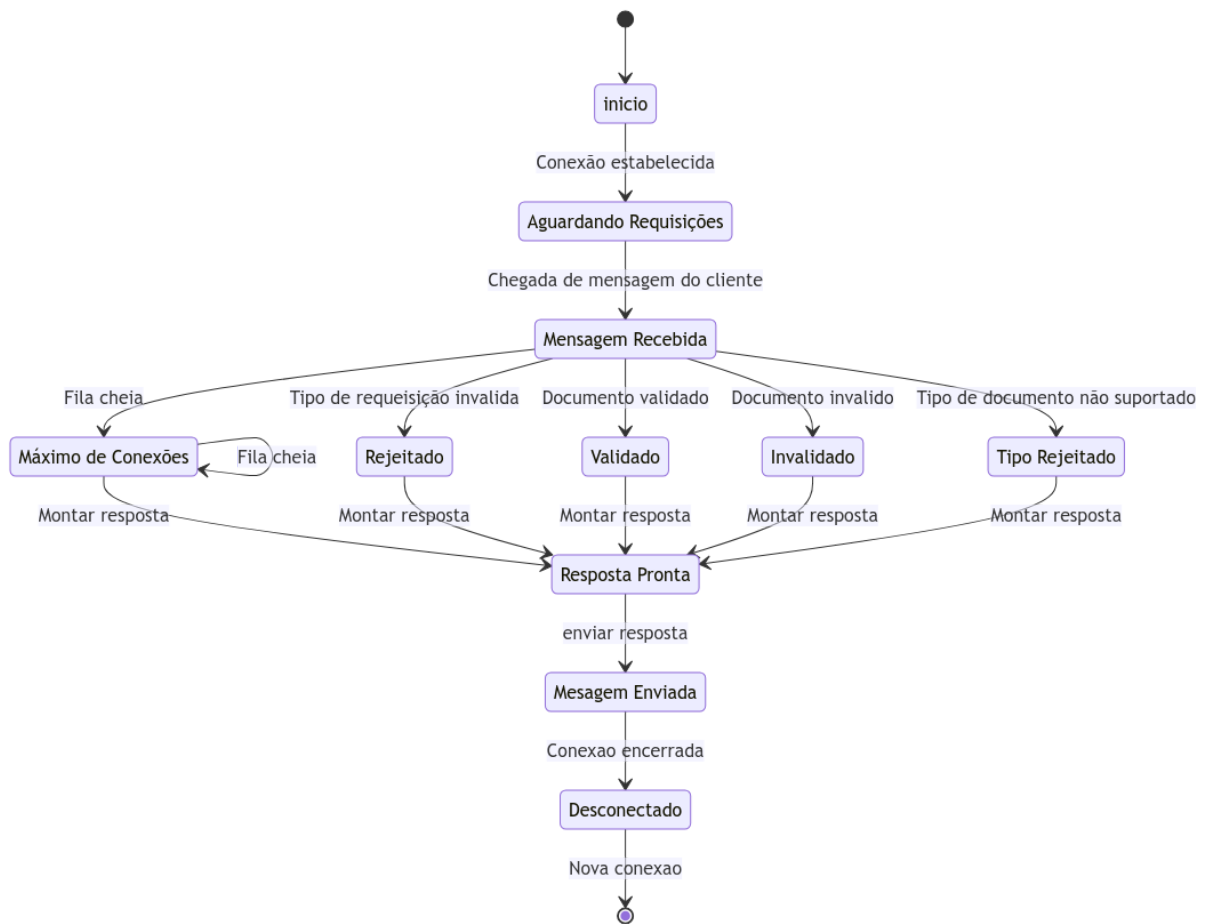 inicio
Conexão estabelecida
Aguardando Requisições
Chegada de mensagem do cliente
Mensagem Recebida
Fila cheia
Tipo de requeisição invalida
Documento validado
Documento invalido
Tipo de documento não suportado
Máximo de Conexões
Fila cheia
Rejeitado
Validado
Invalidado
Tipo Rejeitado
Montar resposta
Montar resposta
Montar resposta
Montar resposta
Montar resposta
Resposta Pronta
enviar resposta
Mesagem Enviada
Conexao encerrada
Desconectado
Nova conexao